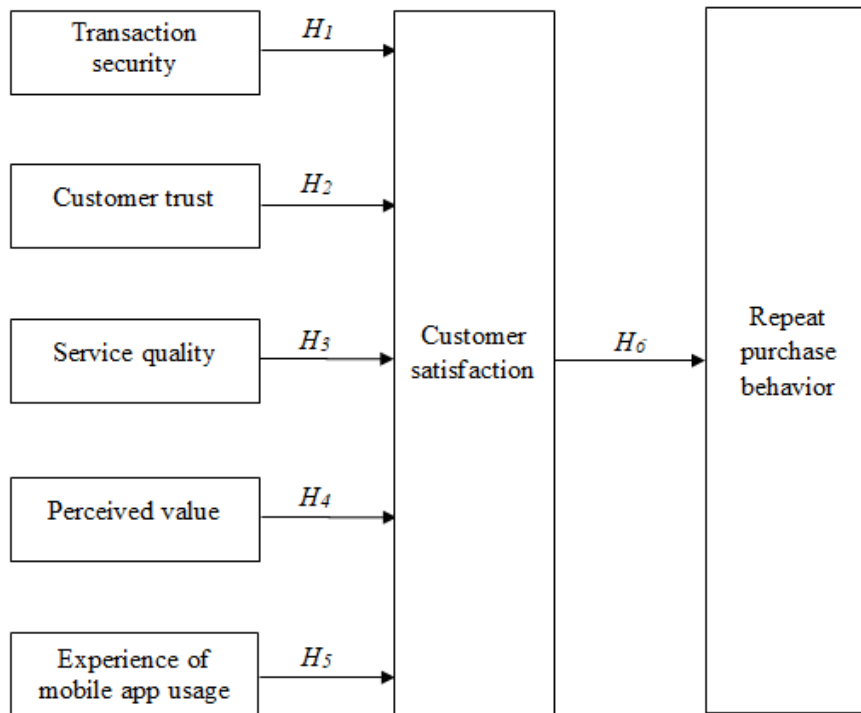 Transaction
security
H1
Customer trust
H2
Service quality
H3
Perceived value
H4
Experience of
mobile app usage
H5
Customer
satisfaction
H6
Repeat
purchase
behavior